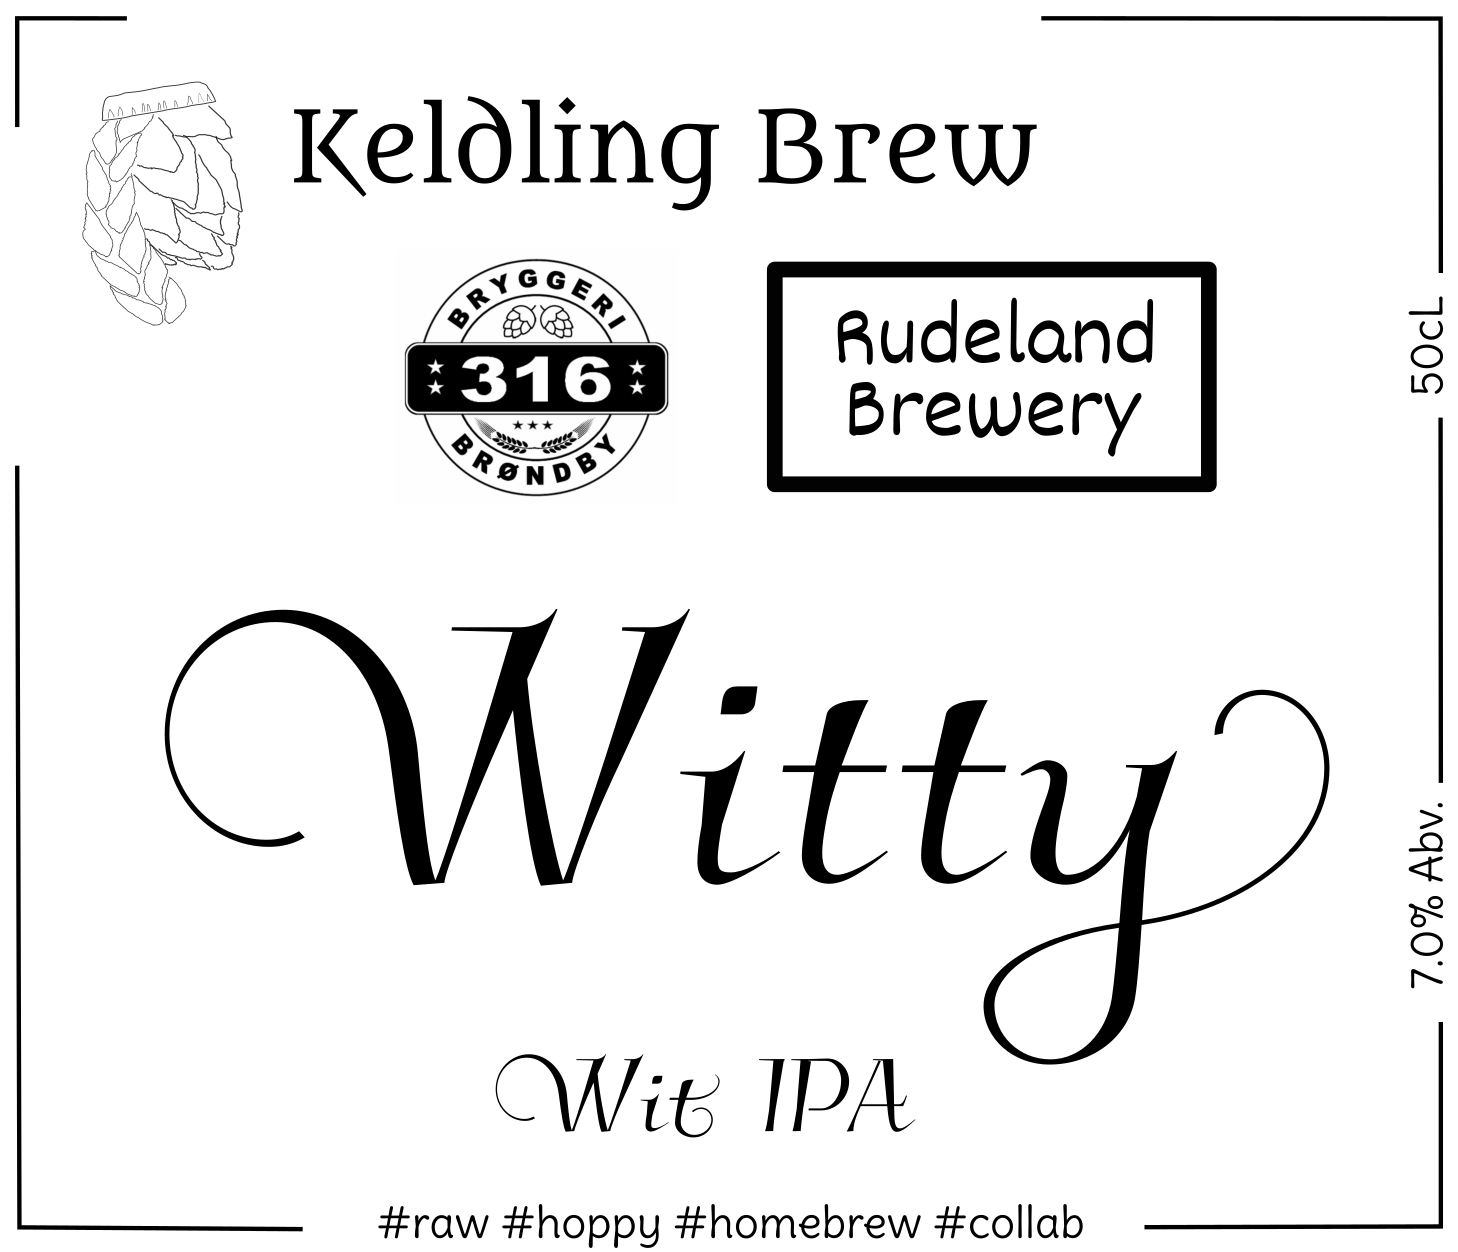 Keldling Brew
BRYGGERI
316
BRØNDBY
Rudeland
Brewery
50cL
Witty
7.0% Abv.
Wit IPA
#raw #hoppy #homebrew #collab